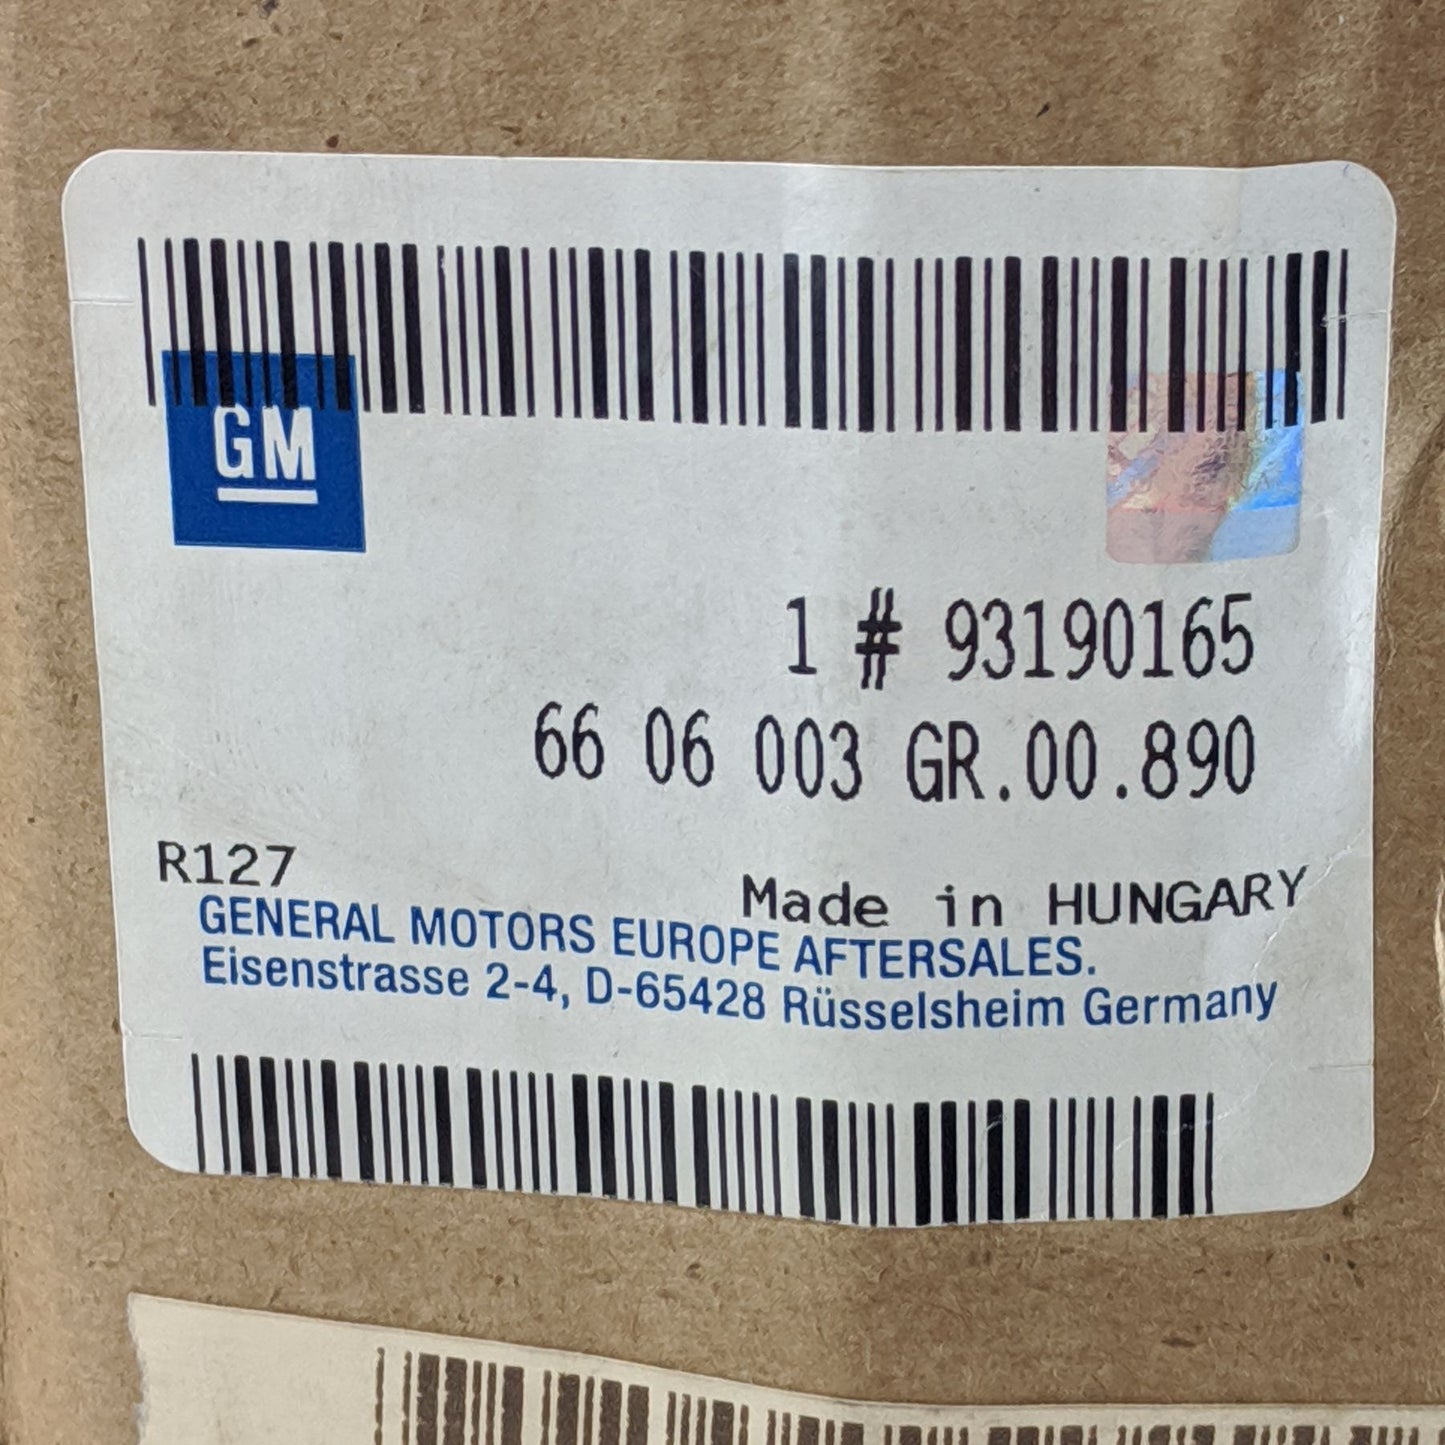 GM
1 # 93190165
66 06 003 GR.00.890
R127
Made in HUNGARY
GENERAL MOTORS EUROPE AFTERSALES.
Eisenstrasse 2-4, D-65428 Rüsselsheim Germany